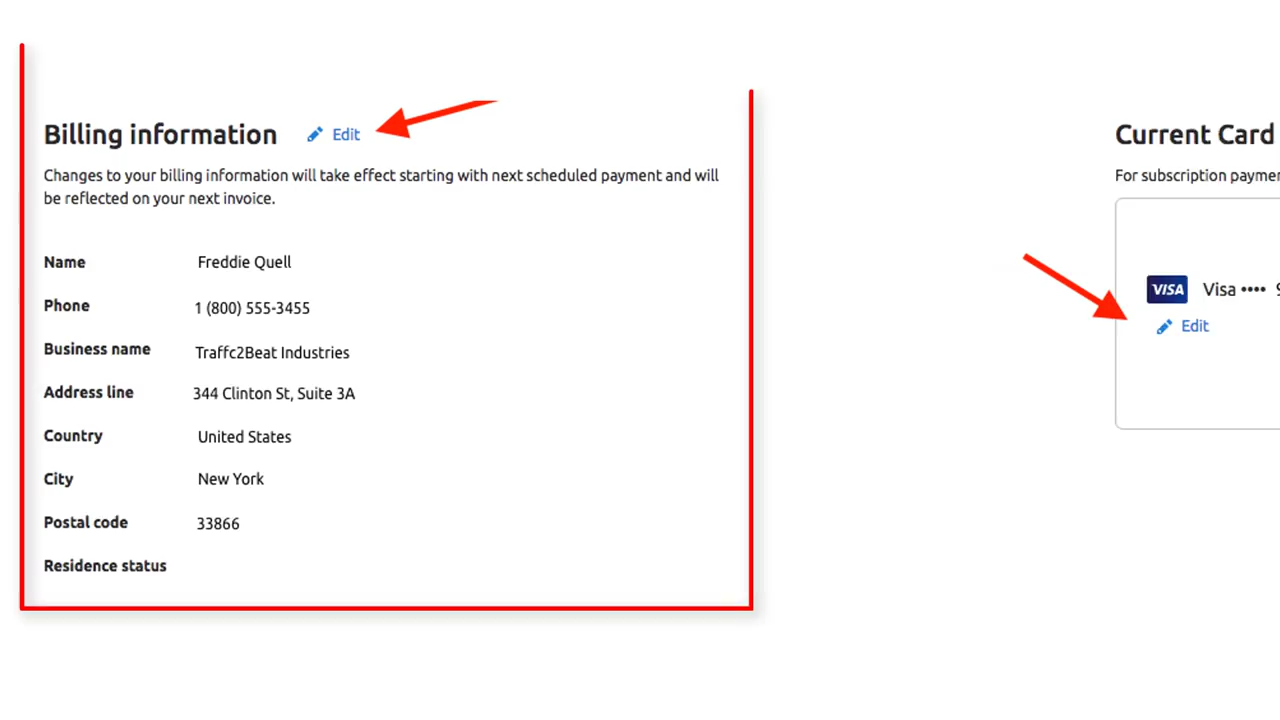 Billing information
Edit
Changes to your billing information will take effect starting with next scheduled payment and will
be reflected on your next invoice.
Name Freddie Quell
Phone 1 (800) 555-3455
Business name Traffc2Beat Industries
Address line 344 Clinton St, Suite 3A
Country United States
City New York
Postal code 33866
Residence status
Current Card
For subscription
VISA Visa ••••
Edit